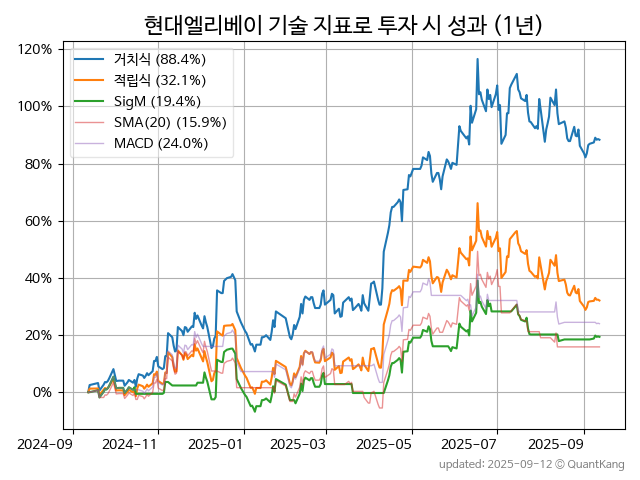 현대엘리베이 기술 지표로 투자 시 성과 (1년)
120%
100%
80%
60%
40%
20%
0%
거치식 (88.4%)
적립식 (32.1%)
SigM (19.4%)
SMA(20) (15.9%)
MACD (24.0%)
2024-09 2024-11 2025-01 2025-03 2025-05 2025-07 2025-09
updated: 2025-09-12 © QuantKang